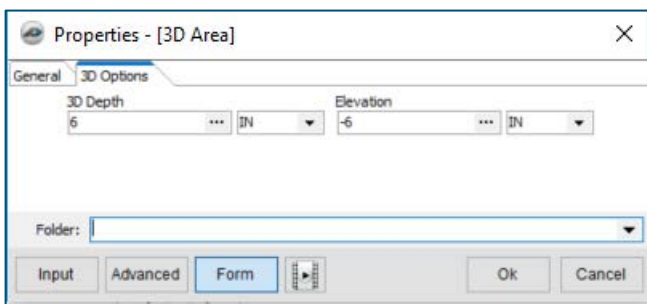 Properties - [3D Area]
General 3D Options
3D Depth Elevation
6 ... IN -6 ... IN
Folder:
Input Advanced Form Ok Cancel